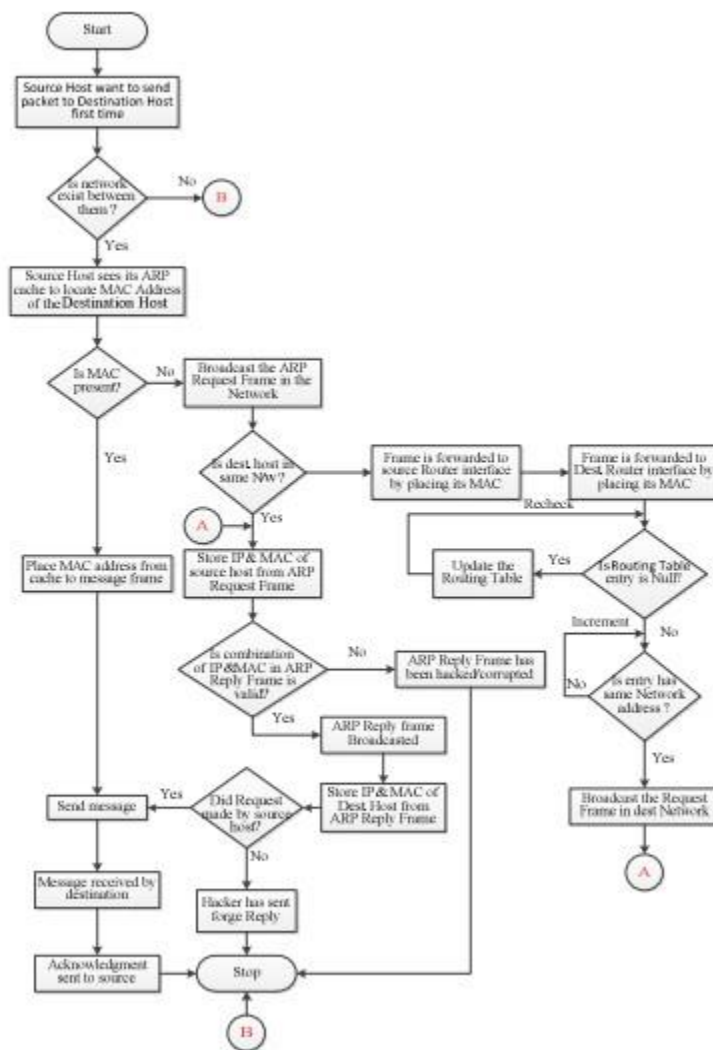 Start
Source Host want to send
packet to Destination Host
first time
Is network
exist between
them ?
No
B
Yes
Source Host sees its ARP
cache to locate MAC Address
of the Destination Host
Is MAC
present?
No
Broadcast the ARP
Request Frame in the
Network
Yes
Is dest. host in
same N/w?
Frame is forwarded to
source Router interface
by placing its MAC
Frame is forwarded to
Dest. Router interface by
placing its MAC
A
Yes
Recheck
Place MAC address from
cache to message frame
Store IP & MAC of
source host from ARP
Request Frame
Update the
Routing Table
Yes
Is Routing Table
entry is Null?
Increment
No
Is combination
of IP&MAC in ARP
Reply Frame is
valid?
No
ARP Reply Frame has
been hacked/corrupted
No
Is entry has
same Network
address ?
Yes
ARP Reply frame
Broadcasted
Yes
Send message
Yes
Did Request
made by source
host?
Store IP & MAC of
Dest. Host from
ARP Reply Frame
Broadcast the Request
Frame in dest Network
No
A
Message received by
destination
Hacker has sent
forge Reply
Acknowledgment
sent to source
Stop
B